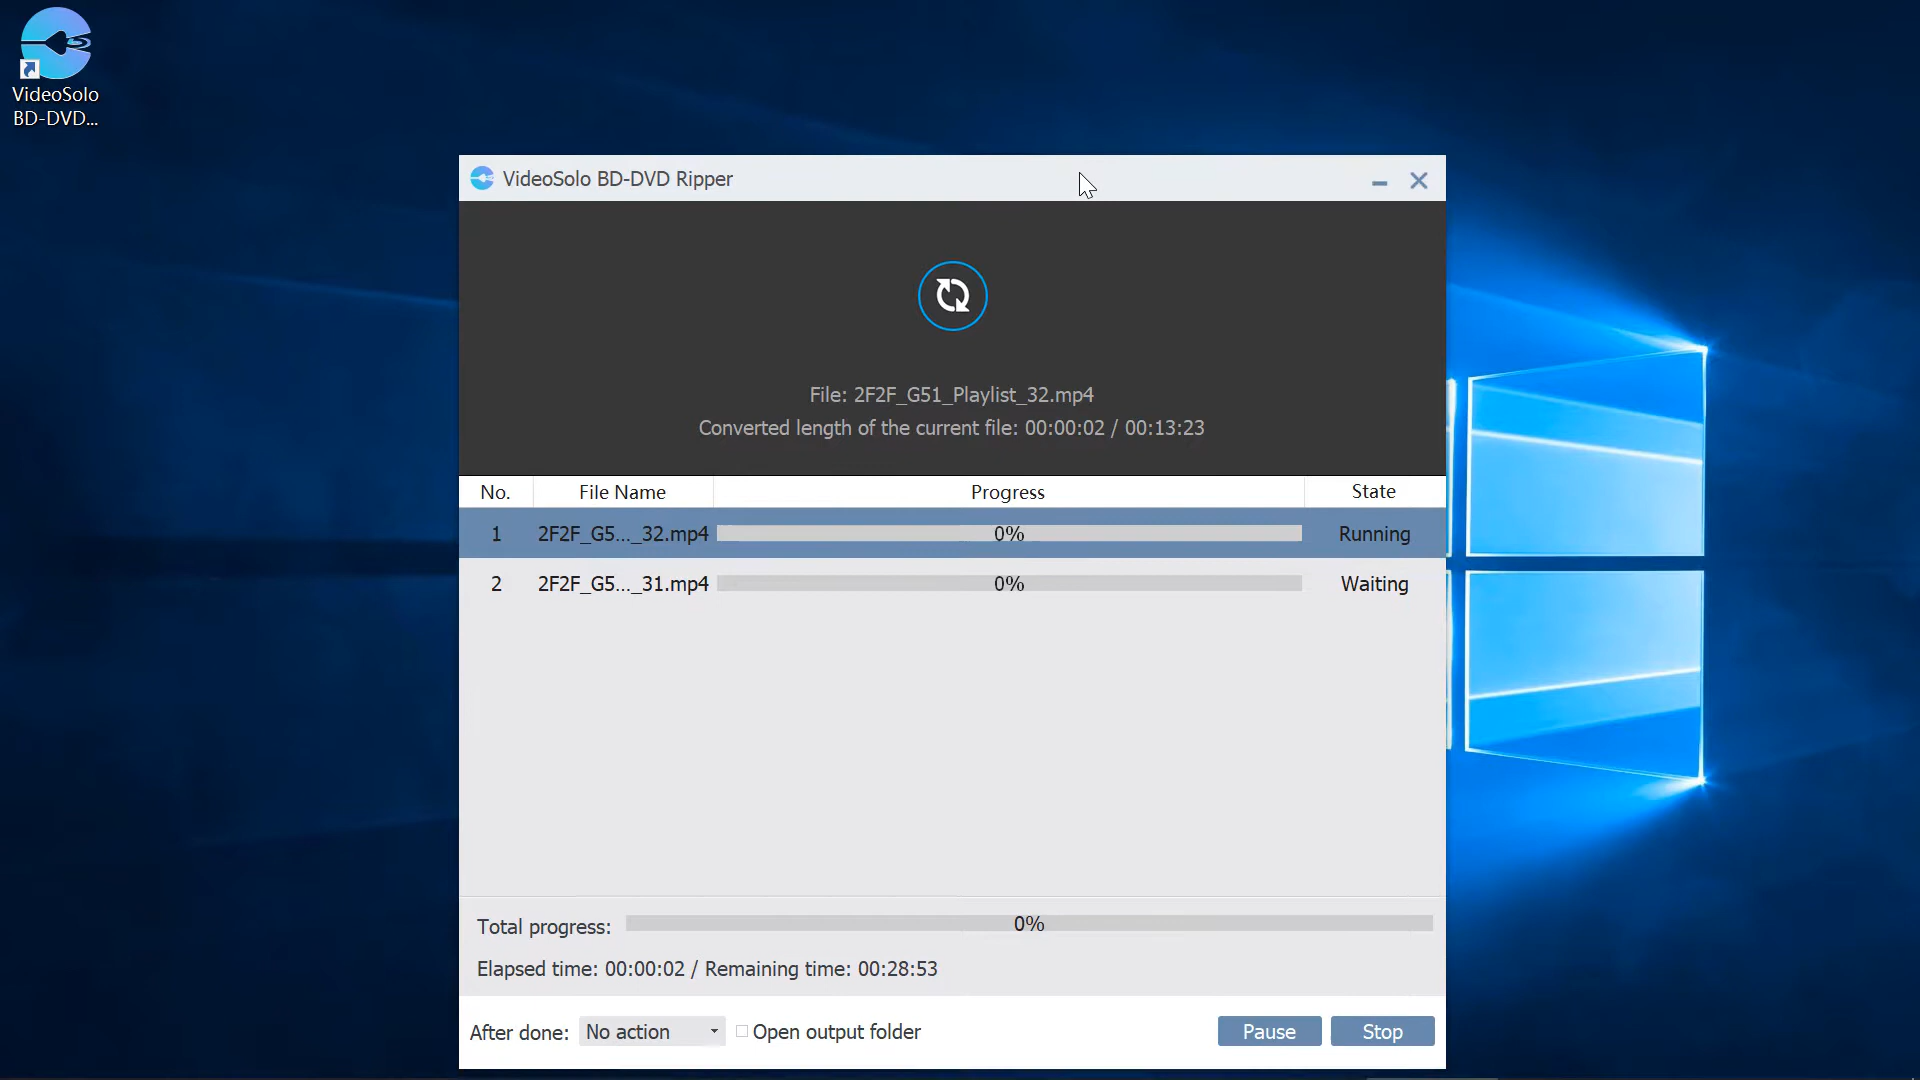 VideoSolo
BD-DVD...
VideoSolo BD-DVD Ripper
File: 2F2F_G51_Playlist_32.mp4
Converted length of the current file: 00:00:02 / 00:13:23
No. File Name Progress State
1 2F2F_G5..._32.mp4 0% Running
2 2F2F_G5..._31.mp4 0% Waiting
Total progress: 0%
Elapsed time: 00:00:02 / Remaining time: 00:28:53
After done: No action Open output folder Pause Stop